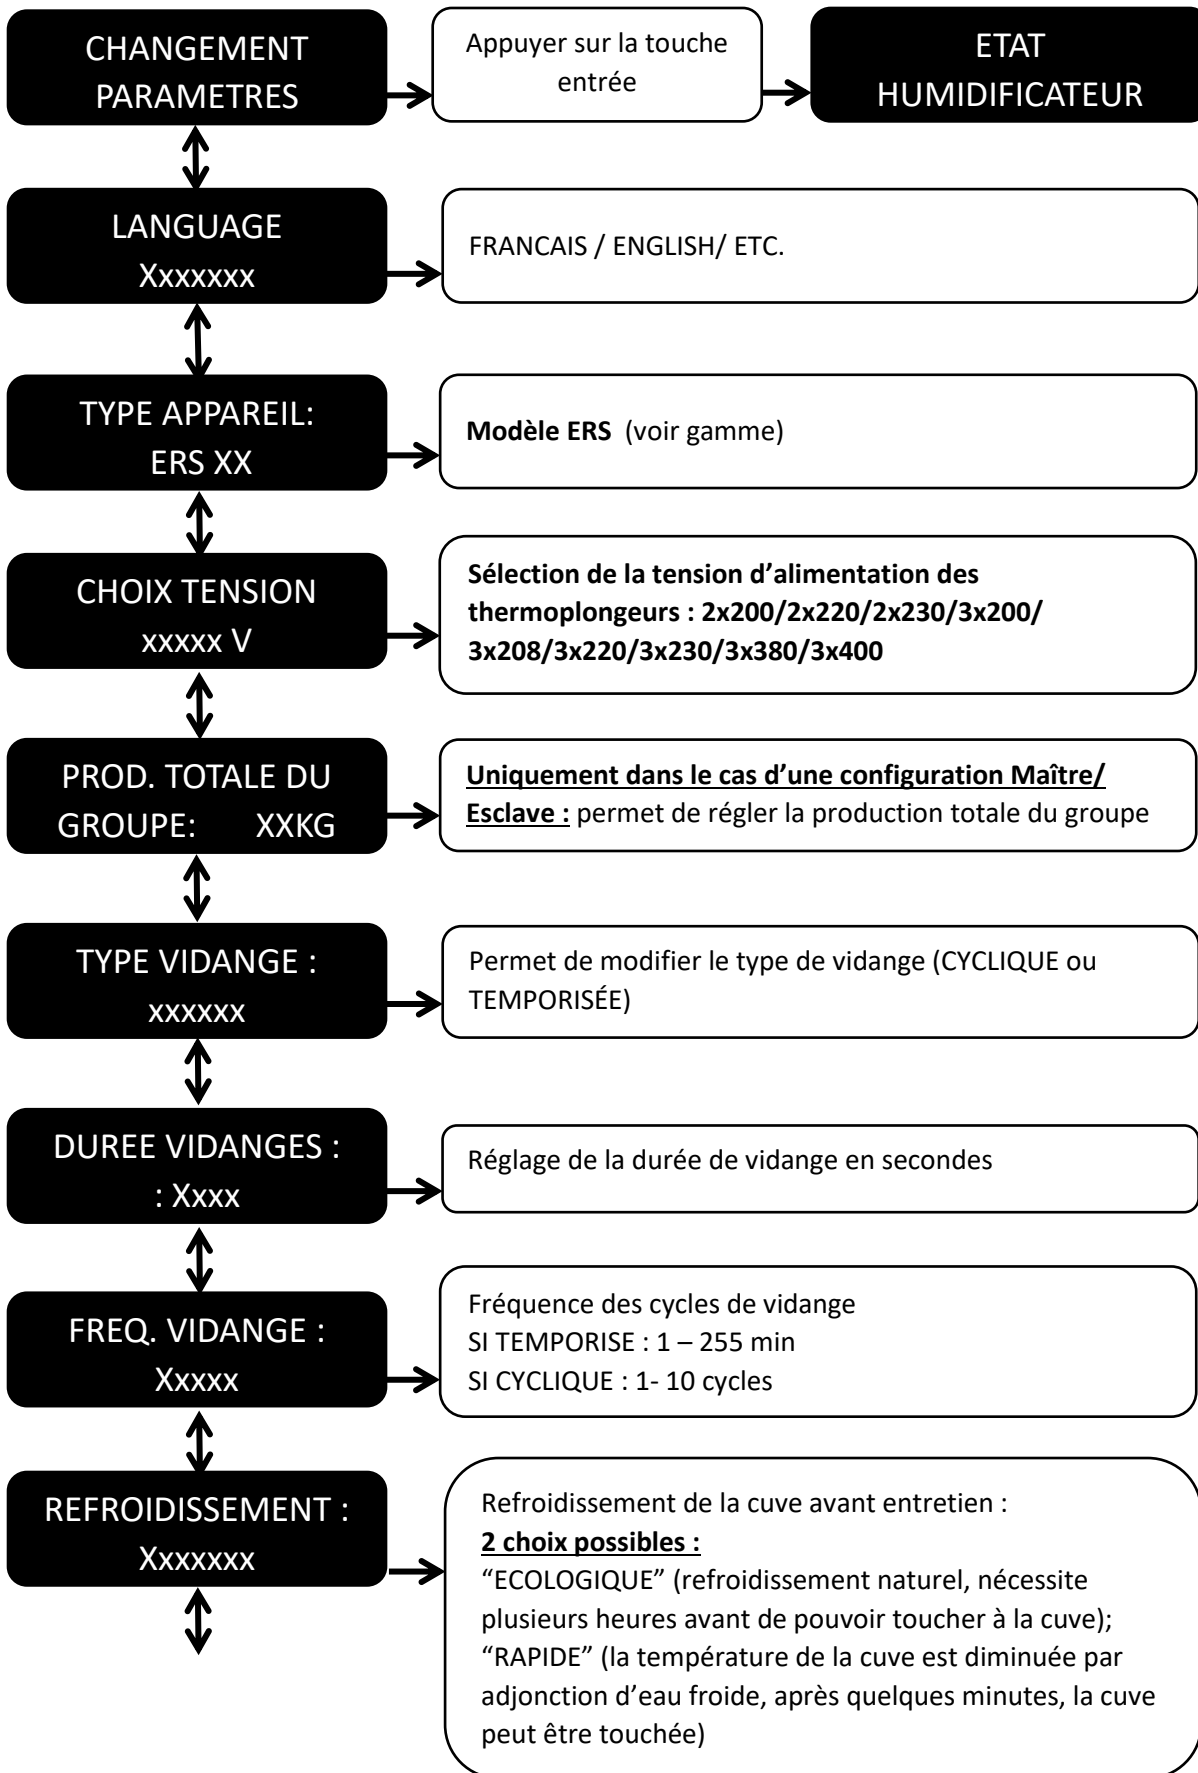 CHANGEMENT
PARAMETRES
Appuyer sur la touche
entrée
ETAT
HUMIDIFICATEUR
LANGUAGE
Xxxxxxx
FRANCAIS / ENGLISH/ ETC.
TYPE APPAREIL:
ERS XX
Modèle ERS (voir gamme)
CHOIX TENSION
xxxxx V
Sélection de la tension d’alimentation des
thermoplongeurs : 2x200/2x220/2x230/3x200/
3x208/3x220/3x230/3x380/3x400
PROD. TOTALE DU
GROUPE: XXKG
Uniquement dans le cas d’une configuration Maître/
Esclave : permet de régler la production totale du groupe
TYPE VIDANGE :
xxxxxx
Permet de modifier le type de vidange (CYCLIQUE ou
TEMPORISÉE)
DUREE VIDANGES :
: Xxxx
Réglage de la durée de vidange en secondes
FREQ. VIDANGE :
Xxxxx
Fréquence des cycles de vidange
SI TEMPORISE : 1 – 255 min
SI CYCLIQUE : 1- 10 cycles
REFROIDISSEMENT :
Xxxxxxx
Refroidissement de la cuve avant entretien :
2 choix possibles :
“ECOLOGIQUE” (refroidissement naturel, nécessite
plusieurs heures avant de pouvoir toucher à la cuve);
“RAPIDE” (la température de la cuve est diminuée par
adjonction d’eau froide, après quelques minutes, la cuve
peut être touchée)